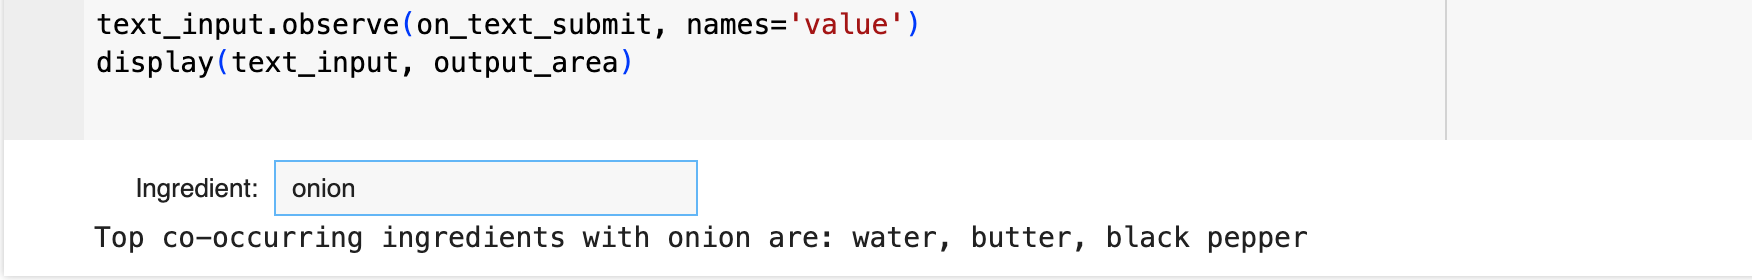 text_input.observe(on_text_submit, names='value')
display(text_input, output_area)
Ingredient: onion
Top co-occurring ingredients with onion are: water, butter, black pepper